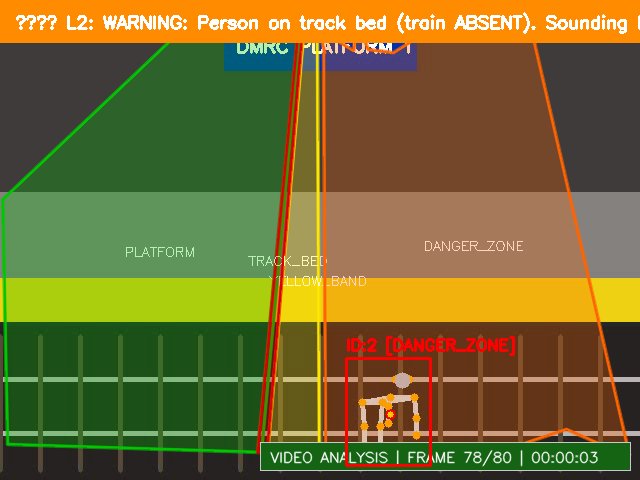 ???? L2: WARNING: Person on track bed (train ABSENT). Sounding
DMRC PLATFORM 1
PLATFORM
DANGER_ZONE
TRACK_BED
YELLOW_BAND
ID:2 [DANGER_ZONE]
VIDEO ANALYSIS | FRAME 78/80 | 00:00:03